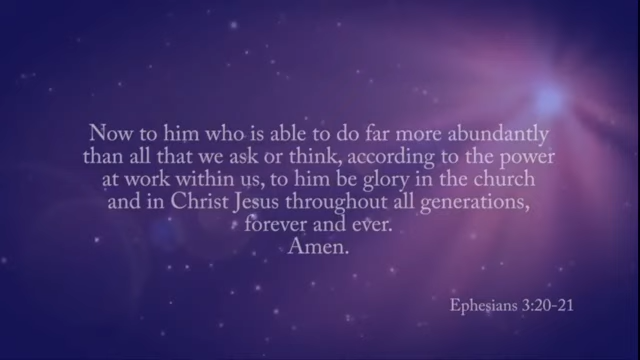 Now to him who is able to do far more abundantly
than all that we ask or think, according to the power
at work within us, to him be glory in the church
and in Christ Jesus throughout all generations,
forever and ever.
Amen.
Ephesians 3:20-21